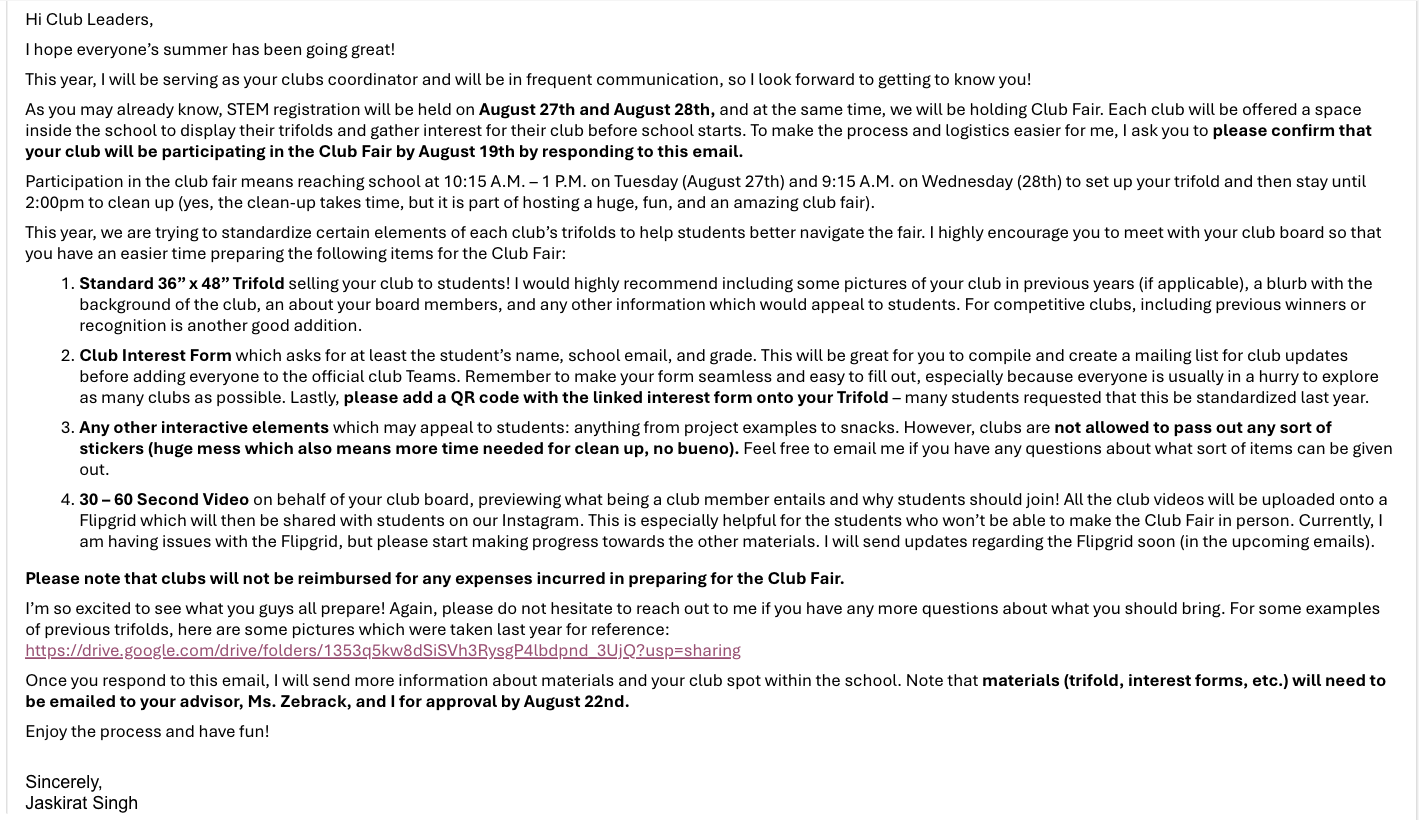 Hi Club Leaders,
I hope everyone's summer has been going great!
This year, I will be serving as your clubs coordinator and will be in frequent communication, so I look forward to getting to know you!
As you may already know, STEM registration will be held on August 27th and August 28th, and at the same time, we will be holding Club Fair. Each club will be offered a space
inside the school to display their trifolds and gather interest for their club before school starts. To make the process and logistics easier for me, I ask you to please confirm that
your club will be participating in the Club Fair by August 19th by responding to this email.
Participation in the club fair means reaching school at 10:15 A.M. – 1 P.M. on Tuesday (August 27th) and 9:15 A.M. on Wednesday (28th) to set up your trifold and then stay until
2:00pm to clean up (yes, the clean-up takes time, but it is part of hosting a huge, fun, and an amazing club fair).
This year, we are trying to standardize certain elements of each club's trifolds to help students better navigate the fair. I highly encourage you to meet with your club board so that
you have an easier time preparing the following items for the Club Fair:
1. Standard 36" x 48" Trifold selling your club to students! I would highly recommend including some pictures of your club in previous years (if applicable), a blurb with the
background of the club, an about your board members, and any other information which would appeal to students. For competitive clubs, including previous winners or
recognition is another good addition.
2. Club Interest Form which asks for at least the student's name, school email, and grade. This will be great for you to compile and create a mailing list for club updates
before adding everyone to the official club Teams. Remember to make your form seamless and easy to fill out, especially because everyone is usually in a hurry to explore
as many clubs as possible. Lastly, please add a QR code with the linked interest form onto your Trifold – many students requested that this be standardized last year.
3. Any other interactive elements which may appeal to students: anything from project examples to snacks. However, clubs are not allowed to pass out any sort of
stickers (huge mess which also means more time needed for clean up, no bueno). Feel free to email me if you have any questions about what sort of items can be given
out.
4. 30 – 60 Second Video on behalf of your club board, previewing what being a club member entails and why students should join! All the club videos will be uploaded onto a
Flipgrid which will then be shared with students on our Instagram. This is especially helpful for the students who won't be able to make the Club Fair in person. Currently, I
am having issues with the Flipgrid, but please start making progress towards the other materials. I will send updates regarding the Flipgrid soon (in the upcoming emails).
Please note that clubs will not be reimbursed for any expenses incurred in preparing for the Club Fair.
I'm so excited to see what you guys all prepare! Again, please do not hesitate to reach out to me if you have any more questions about what you should bring. For some examples
of previous trifolds, here are some pictures which were taken last year for reference:
https://drive.google.com/drive/folders/1353q5kw8dSiSVh3RysgP4lbdpnd_3UjQ?usp=sharing
Once you respond to this email, I will send more information about materials and your club spot within the school. Note that materials (trifold, interest forms, etc.) will need to
be emailed to your advisor, Ms. Zebrack, and I for approval by August 22nd.
Enjoy the process and have fun!
Sincerely,
Jaskirat Singh